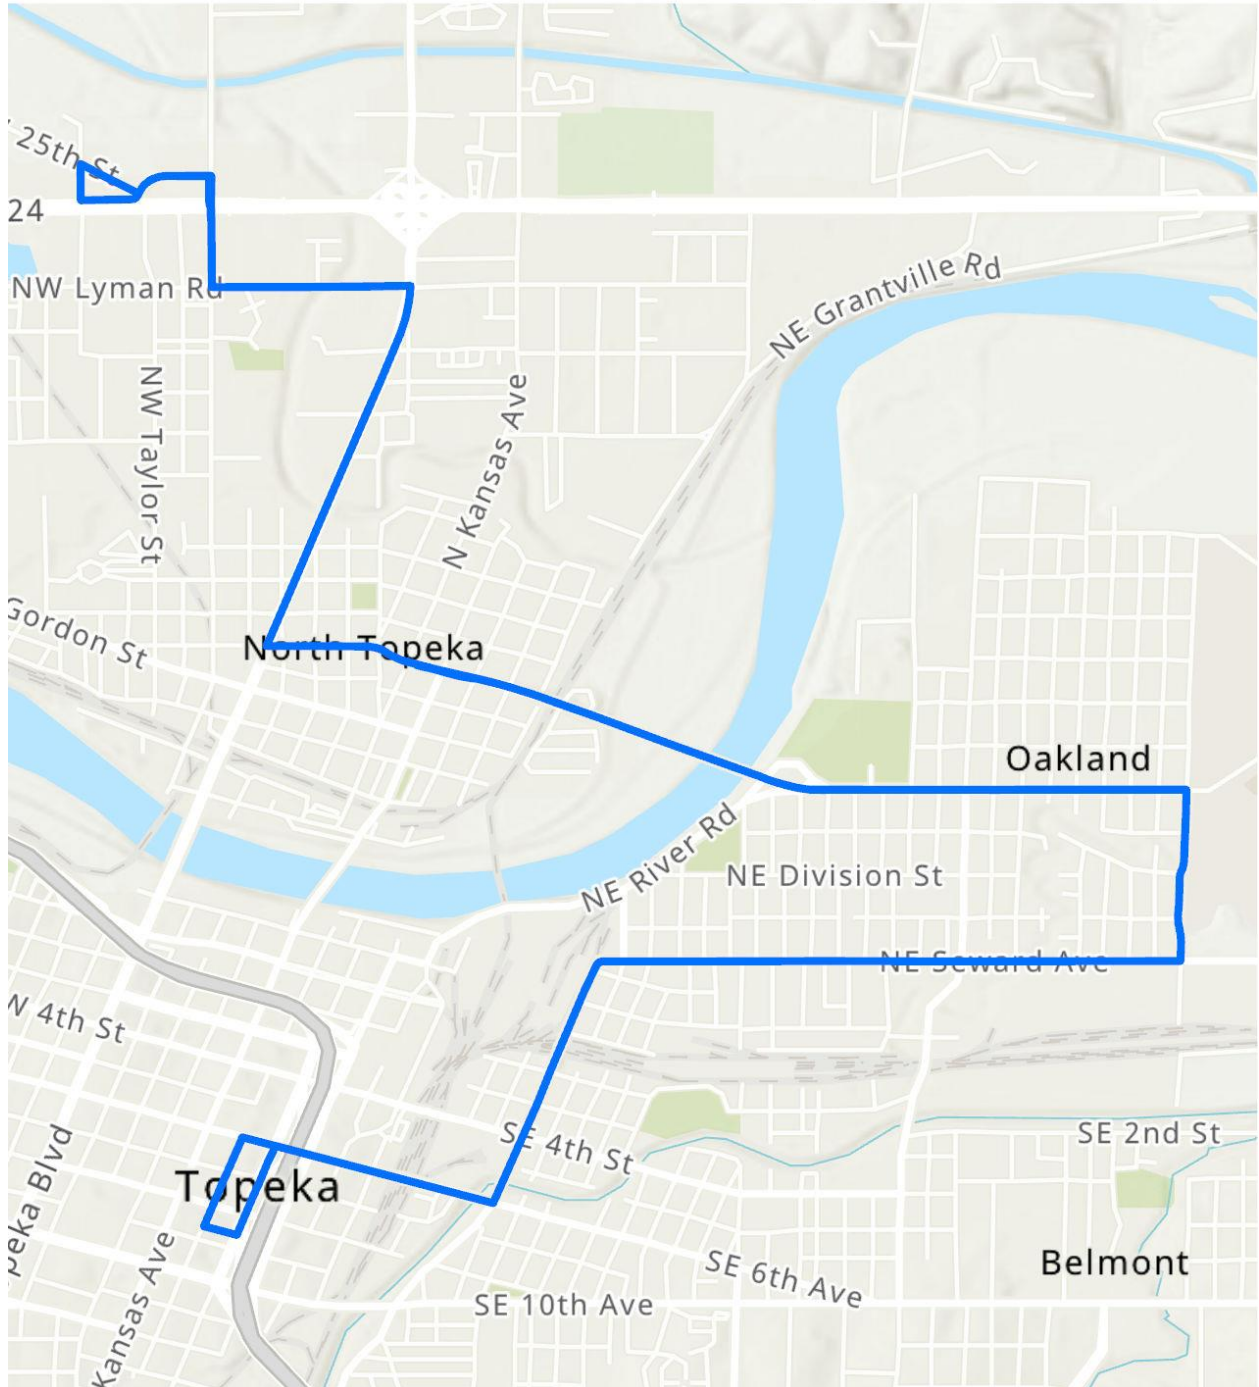 25th St
24
NW Lyman Rd
NE Grantville Rd
NW Taylor St
N Kansas Ave
Gordon St
North Topeka
Oakland
NE River Rd
NE Division St
NE Seward Ave
W 4th St
SE 4th St
SE 2nd St
Topeka
peka Blvd
Kansas Ave
SE 6th Ave
Belmont
SE 10th Ave